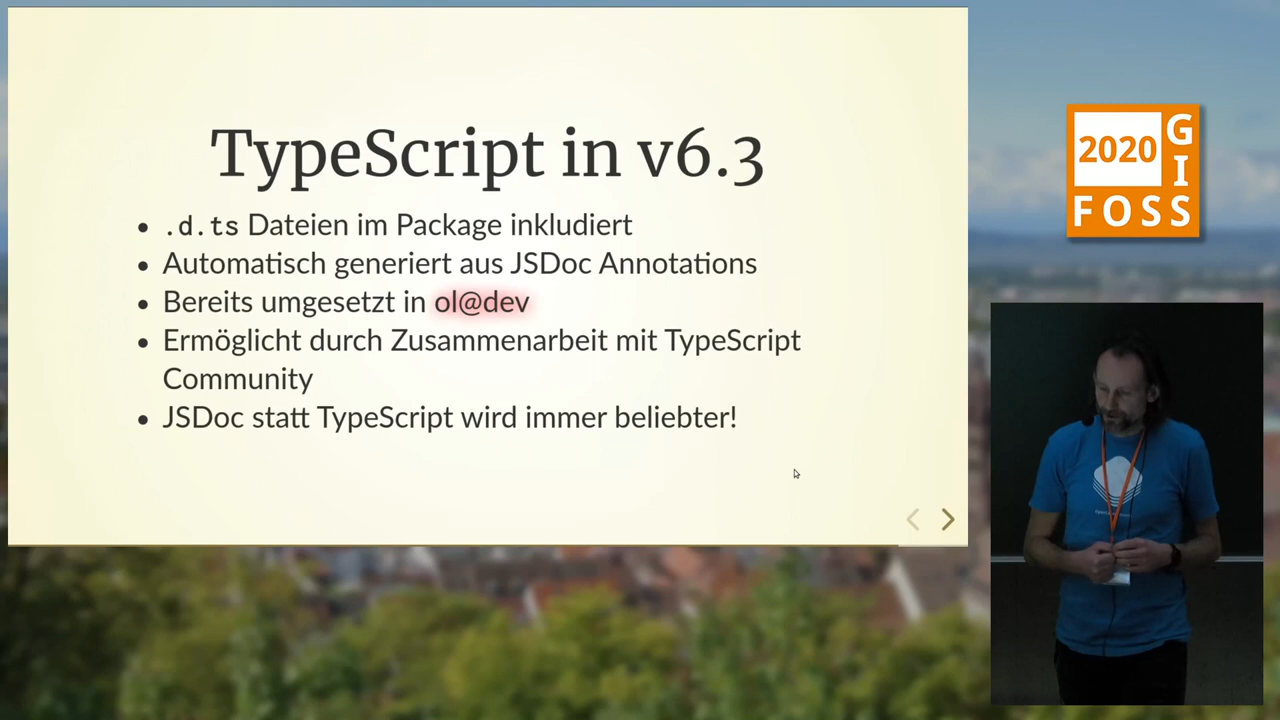 TypeScript in v6.3
.d.ts Dateien im Package inkludiert
Automatisch generiert aus JSDoc Annotations
Bereits umgesetzt in ol@dev
Ermöglicht durch Zusammenarbeit mit TypeScript
Community
JSDoc statt TypeScript wird immer beliebter!
2020
GIS
FOSS